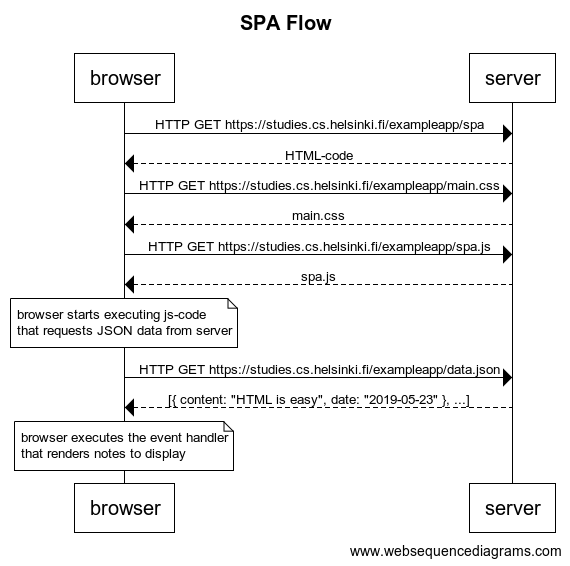 SPA Flow
browser
server
HTTP GET https://studies.cs.helsinki.fi/exampleapp/spa
HTML-code
HTTP GET https://studies.cs.helsinki.fi/exampleapp/main.css
main.css
HTTP GET https://studies.cs.helsinki.fi/exampleapp/spa.js
spa.js
browser starts executing js-code
that requests JSON data from server
HTTP GET https://studies.cs.helsinki.fi/exampleapp/data.json
[{ content: "HTML is easy", date: "2019-05-23" }, ...]
browser executes the event handler
that renders notes to display
browser
server
www.websequencediagrams.com